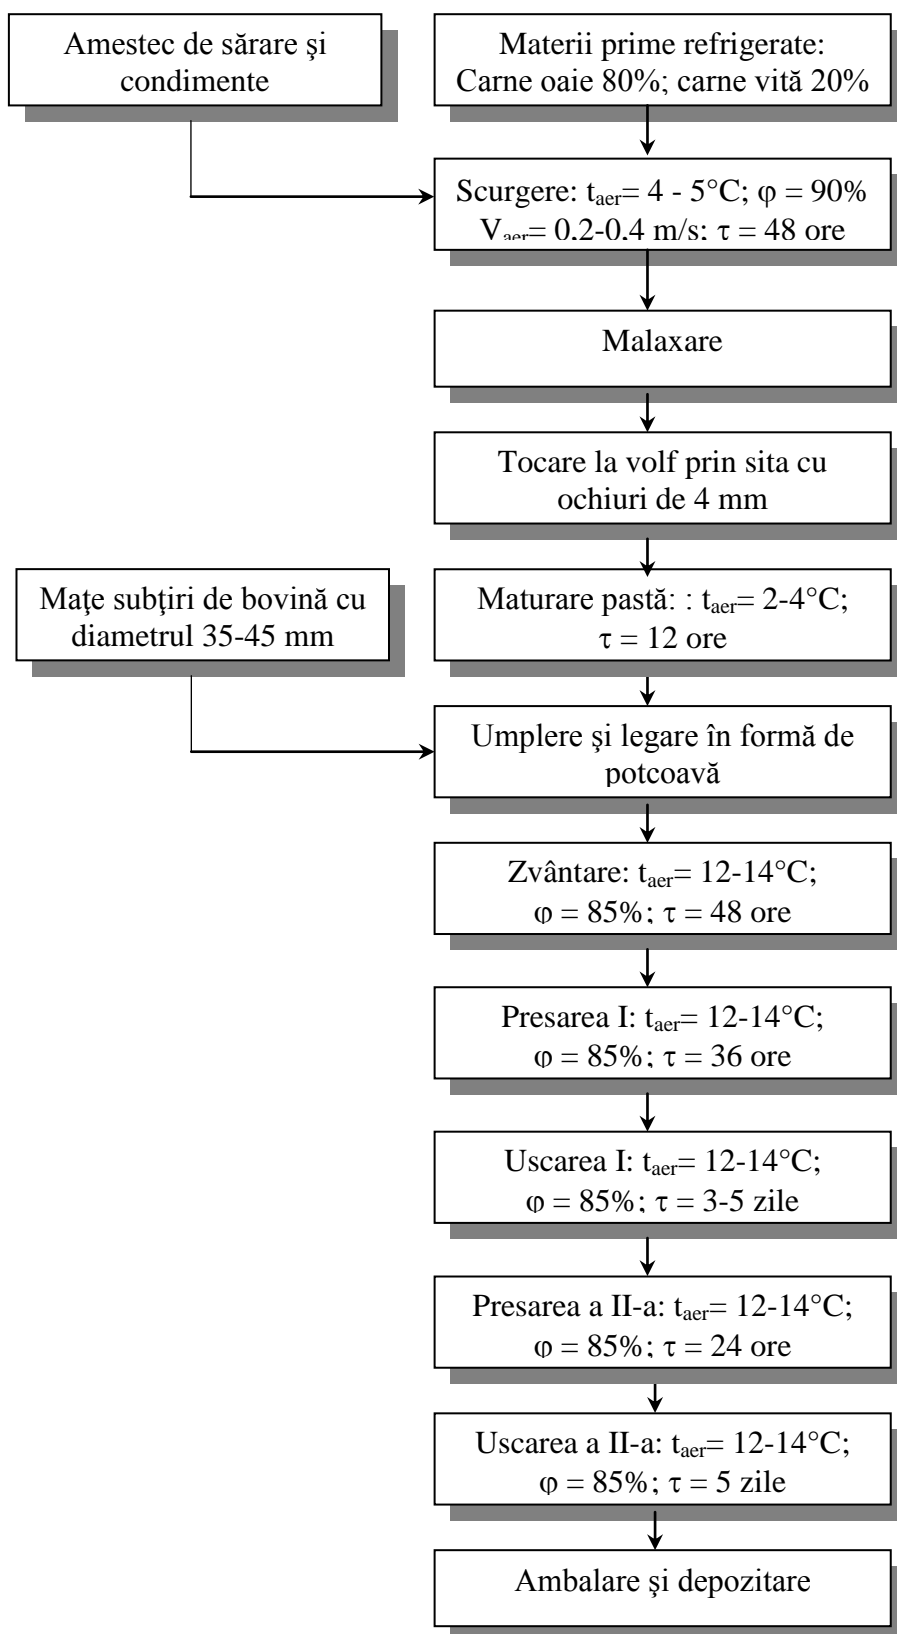 Amestec de sărare şi
condimente
Materii prime refrigerate:
Carne oaie 80%; carne vită 20%
Scurgere: taer= 4 - 5°C; φ = 90%
Vaer= 0,2-0,4 m/s; τ = 48 ore
Malaxare
Tocare la volf prin sita cu
ochiuri de 4 mm
Maţe subţiri de bovină cu
diametrul 35-45 mm
Maturare pastă: : taer= 2-4°C;
τ = 12 ore
Umplere şi legare în formă de
potcoavă
Zvântare: taer= 12-14°C;
φ = 85%; τ = 48 ore
Presarea I: taer= 12-14°C;
φ = 85%; τ = 36 ore
Uscarea I: taer= 12-14°C;
φ = 85%; τ = 3-5 zile
Presarea a II-a: taer= 12-14°C;
φ = 85%; τ = 24 ore
Uscarea a II-a: taer= 12-14°C;
φ = 85%; τ = 5 zile
Ambalare şi depozitare